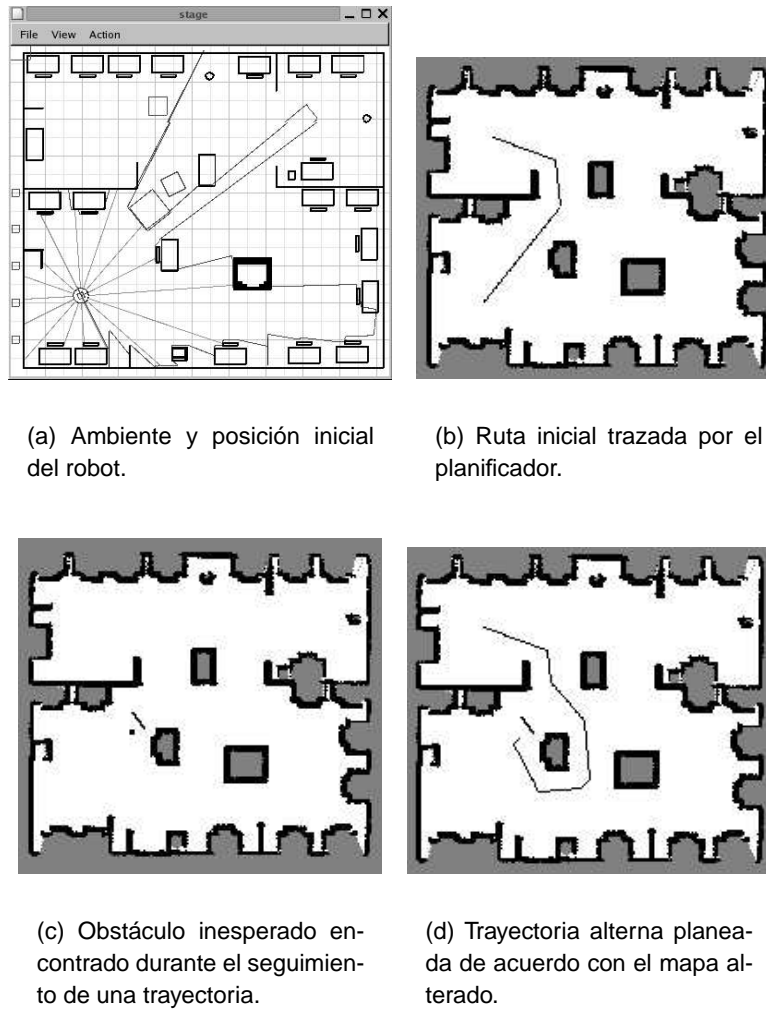 stage
File View Action
(a) Ambiente y posición inicial
del robot.
(b) Ruta inicial trazada por el
planificador.
(c) Obstáculo inesperado en-
contrado durante el seguimien-
to de una trayectoria.
(d) Trayectoria alterna planea-
da de acuerdo con el mapa al-
terado.